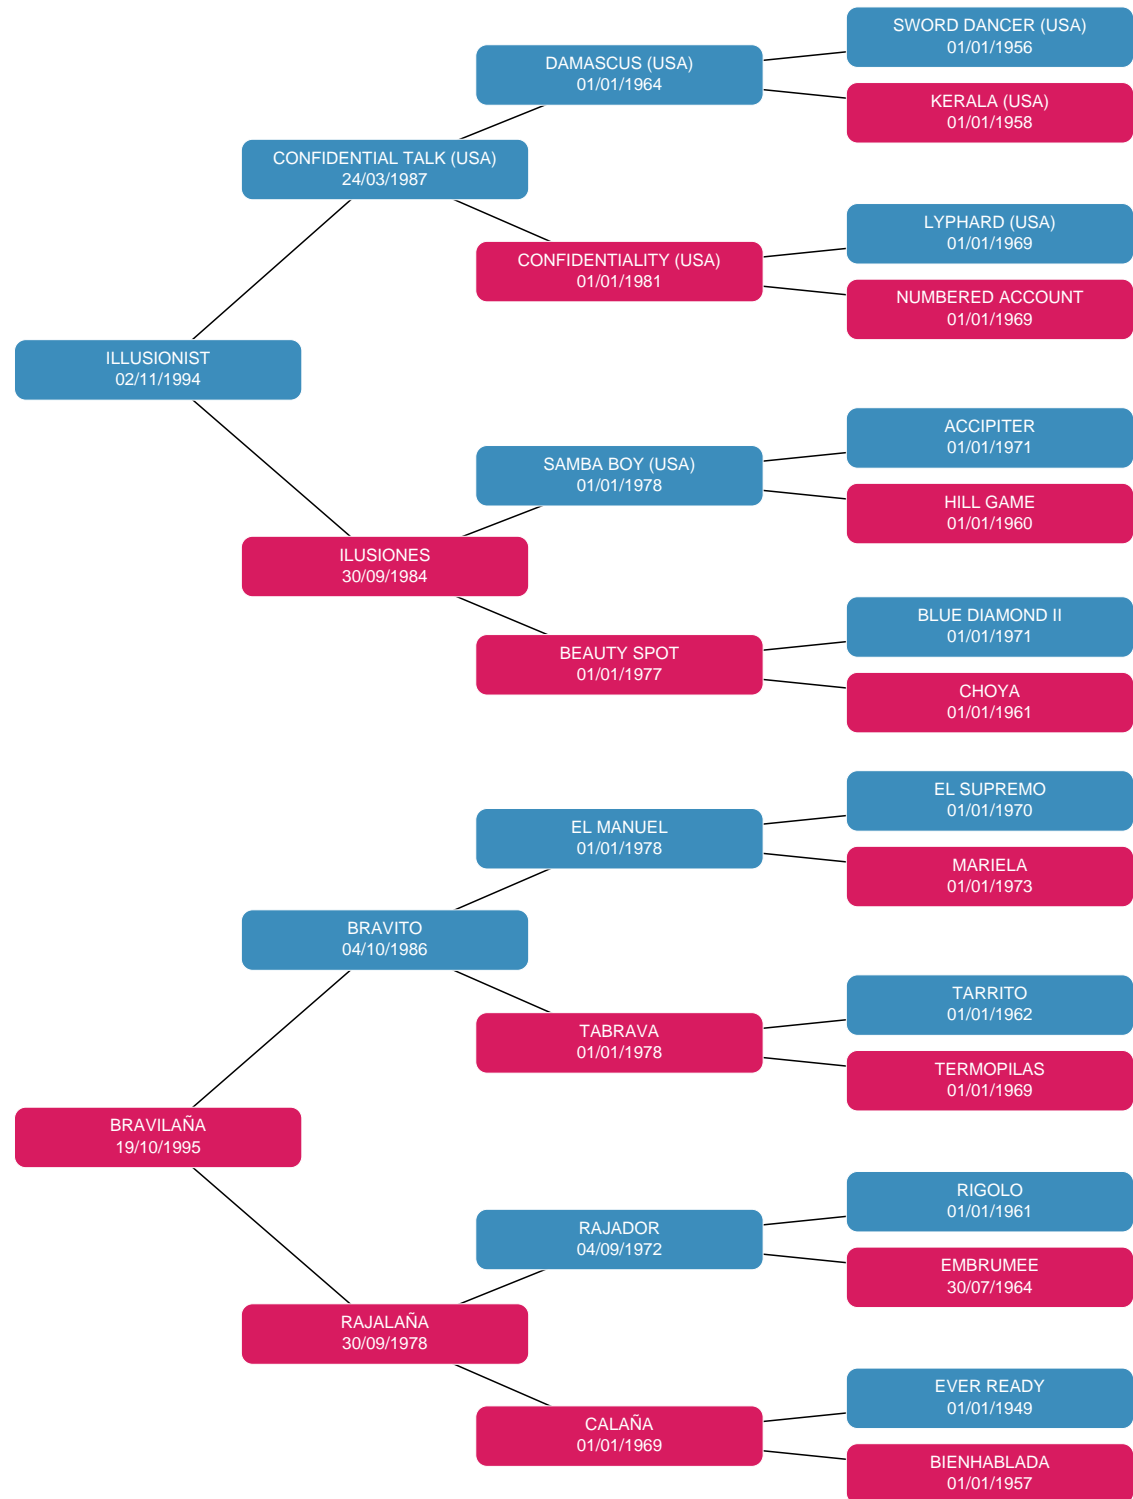 SWORD DANCER (USA)
01/01/1956
DAMASCUS (USA)
01/01/1964
KERALA (USA)
01/01/1958
CONFIDENTIAL TALK (USA)
24/03/1987
LYPHARD (USA)
01/01/1969
CONFIDENTIALITY (USA)
01/01/1981
NUMBERED ACCOUNT
01/01/1969
ILLUSIONIST
02/11/1994
ACCIPITER
01/01/1971
SAMBA BOY (USA)
01/01/1978
HILL GAME
01/01/1960
ILUSIONES
30/09/1984
BLUE DIAMOND II
01/01/1971
BEAUTY SPOT
01/01/1977
CHOYA
01/01/1961
EL SUPREMO
01/01/1970
EL MANUEL
01/01/1978
MARIELA
01/01/1973
BRAVITO
04/10/1986
TARRITO
01/01/1962
TABRAVA
01/01/1978
TERMOPILAS
01/01/1969
BRAVILAÑA
19/10/1995
RIGOLO
01/01/1961
RAJADOR
04/09/1972
EMBRUMEE
30/07/1964
RAJALAÑA
30/09/1978
EVER READY
01/01/1949
CALAÑA
01/01/1969
BIENHABLADA
01/01/1957